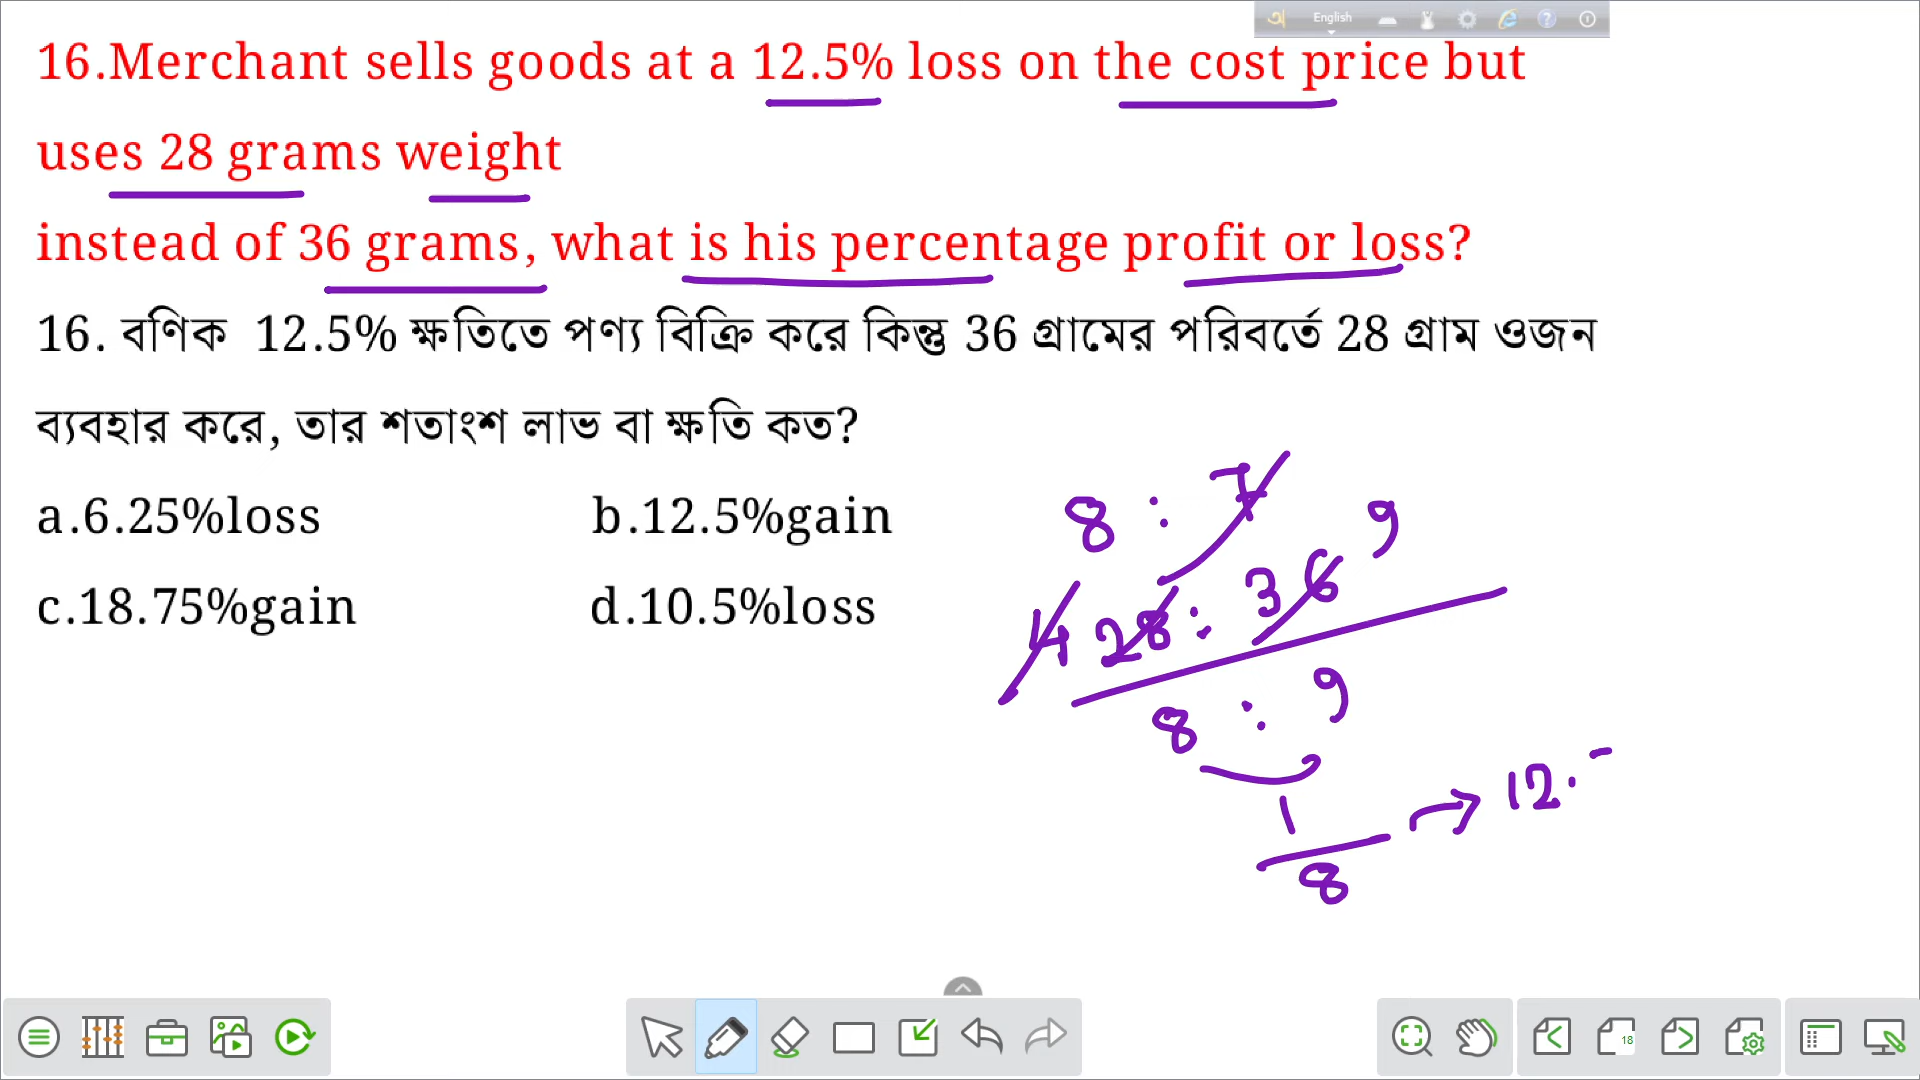 English
16.Merchant sells goods at a 12.5% loss on the cost price but
uses 28 grams weight
instead of 36 grams, what is his percentage profit or loss?
16. বণিক 12.5% ক্ষতিতে পণ্য বিক্রি করে কিন্তু 36 গ্রামের পরিবর্তে 28 গ্রাম ওজন
ব্যবহার করে, তার শতাংশ লাভ বা ক্ষতি কত?
a.6.25%loss b.12.5%gain
c.18.75%gain d.10.5%loss
8 : 7
9
4 28 : 36
8 : 9
1
8
→ 12.
18